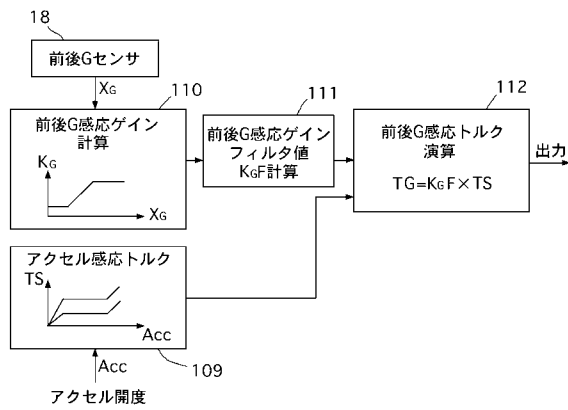 18
前後Gセンサ
XG
110
前後G感応ゲイン
計算
KG
XG
111
前後G感応ゲイン
フィルタ値
KGF計算
112
前後G感応トルク
演算
TG=KGF×TS
出力
アクセル感応トルク
TS
Acc
109
Acc
アクセル開度